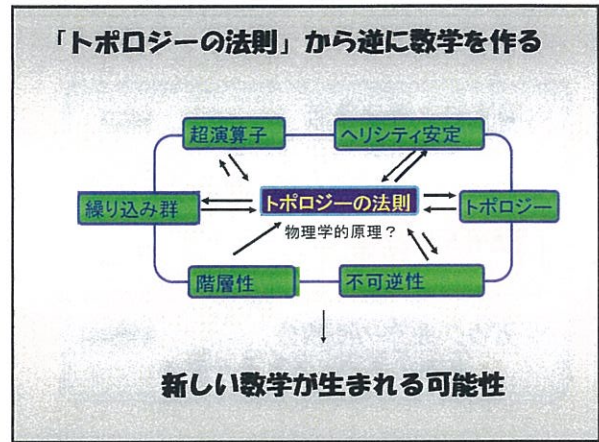 「トポロジーの法則」から逆に数学を作る
超演算子 ヘリシティ安定
繰り込み群 トポロジーの法則 トポロジー
物理学的原理？
階層性 不可逆性
新しい数学が生まれる可能性